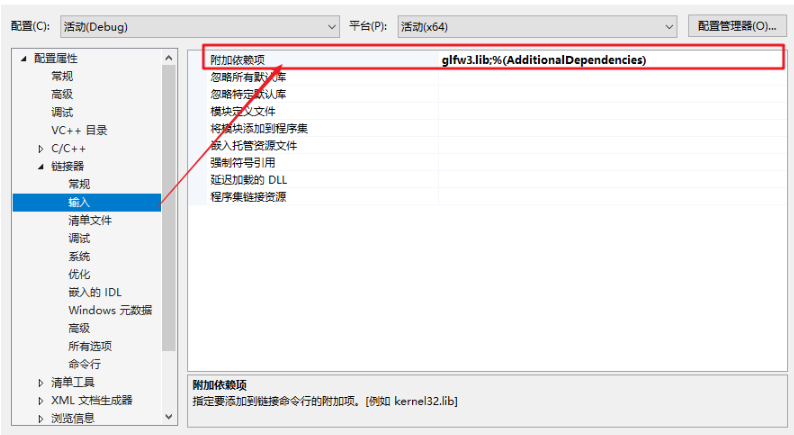 配置(C): 活动(Debug) 平台(P): 活动(x64) 配置管理器(O)...
配置属性
常规
高级
调试
VC++ 目录
C/C++
链接器
常规
输入
清单文件
调试
系统
优化
嵌入的 IDL
Windows 元数据
高级
所有选项
命令行
清单工具
XML 文档生成器
浏览信息
附加依赖项 glfw3.lib;%(AdditionalDependencies)
忽略所有默认库
忽略特定默认库
模块定义文件
将模块添加到程序集
嵌入托管资源文件
强制符号引用
延迟加载的 DLL
程序集链接资源
附加依赖项
指定要添加到链接命令行的附加项。[例如 kernel32.lib]